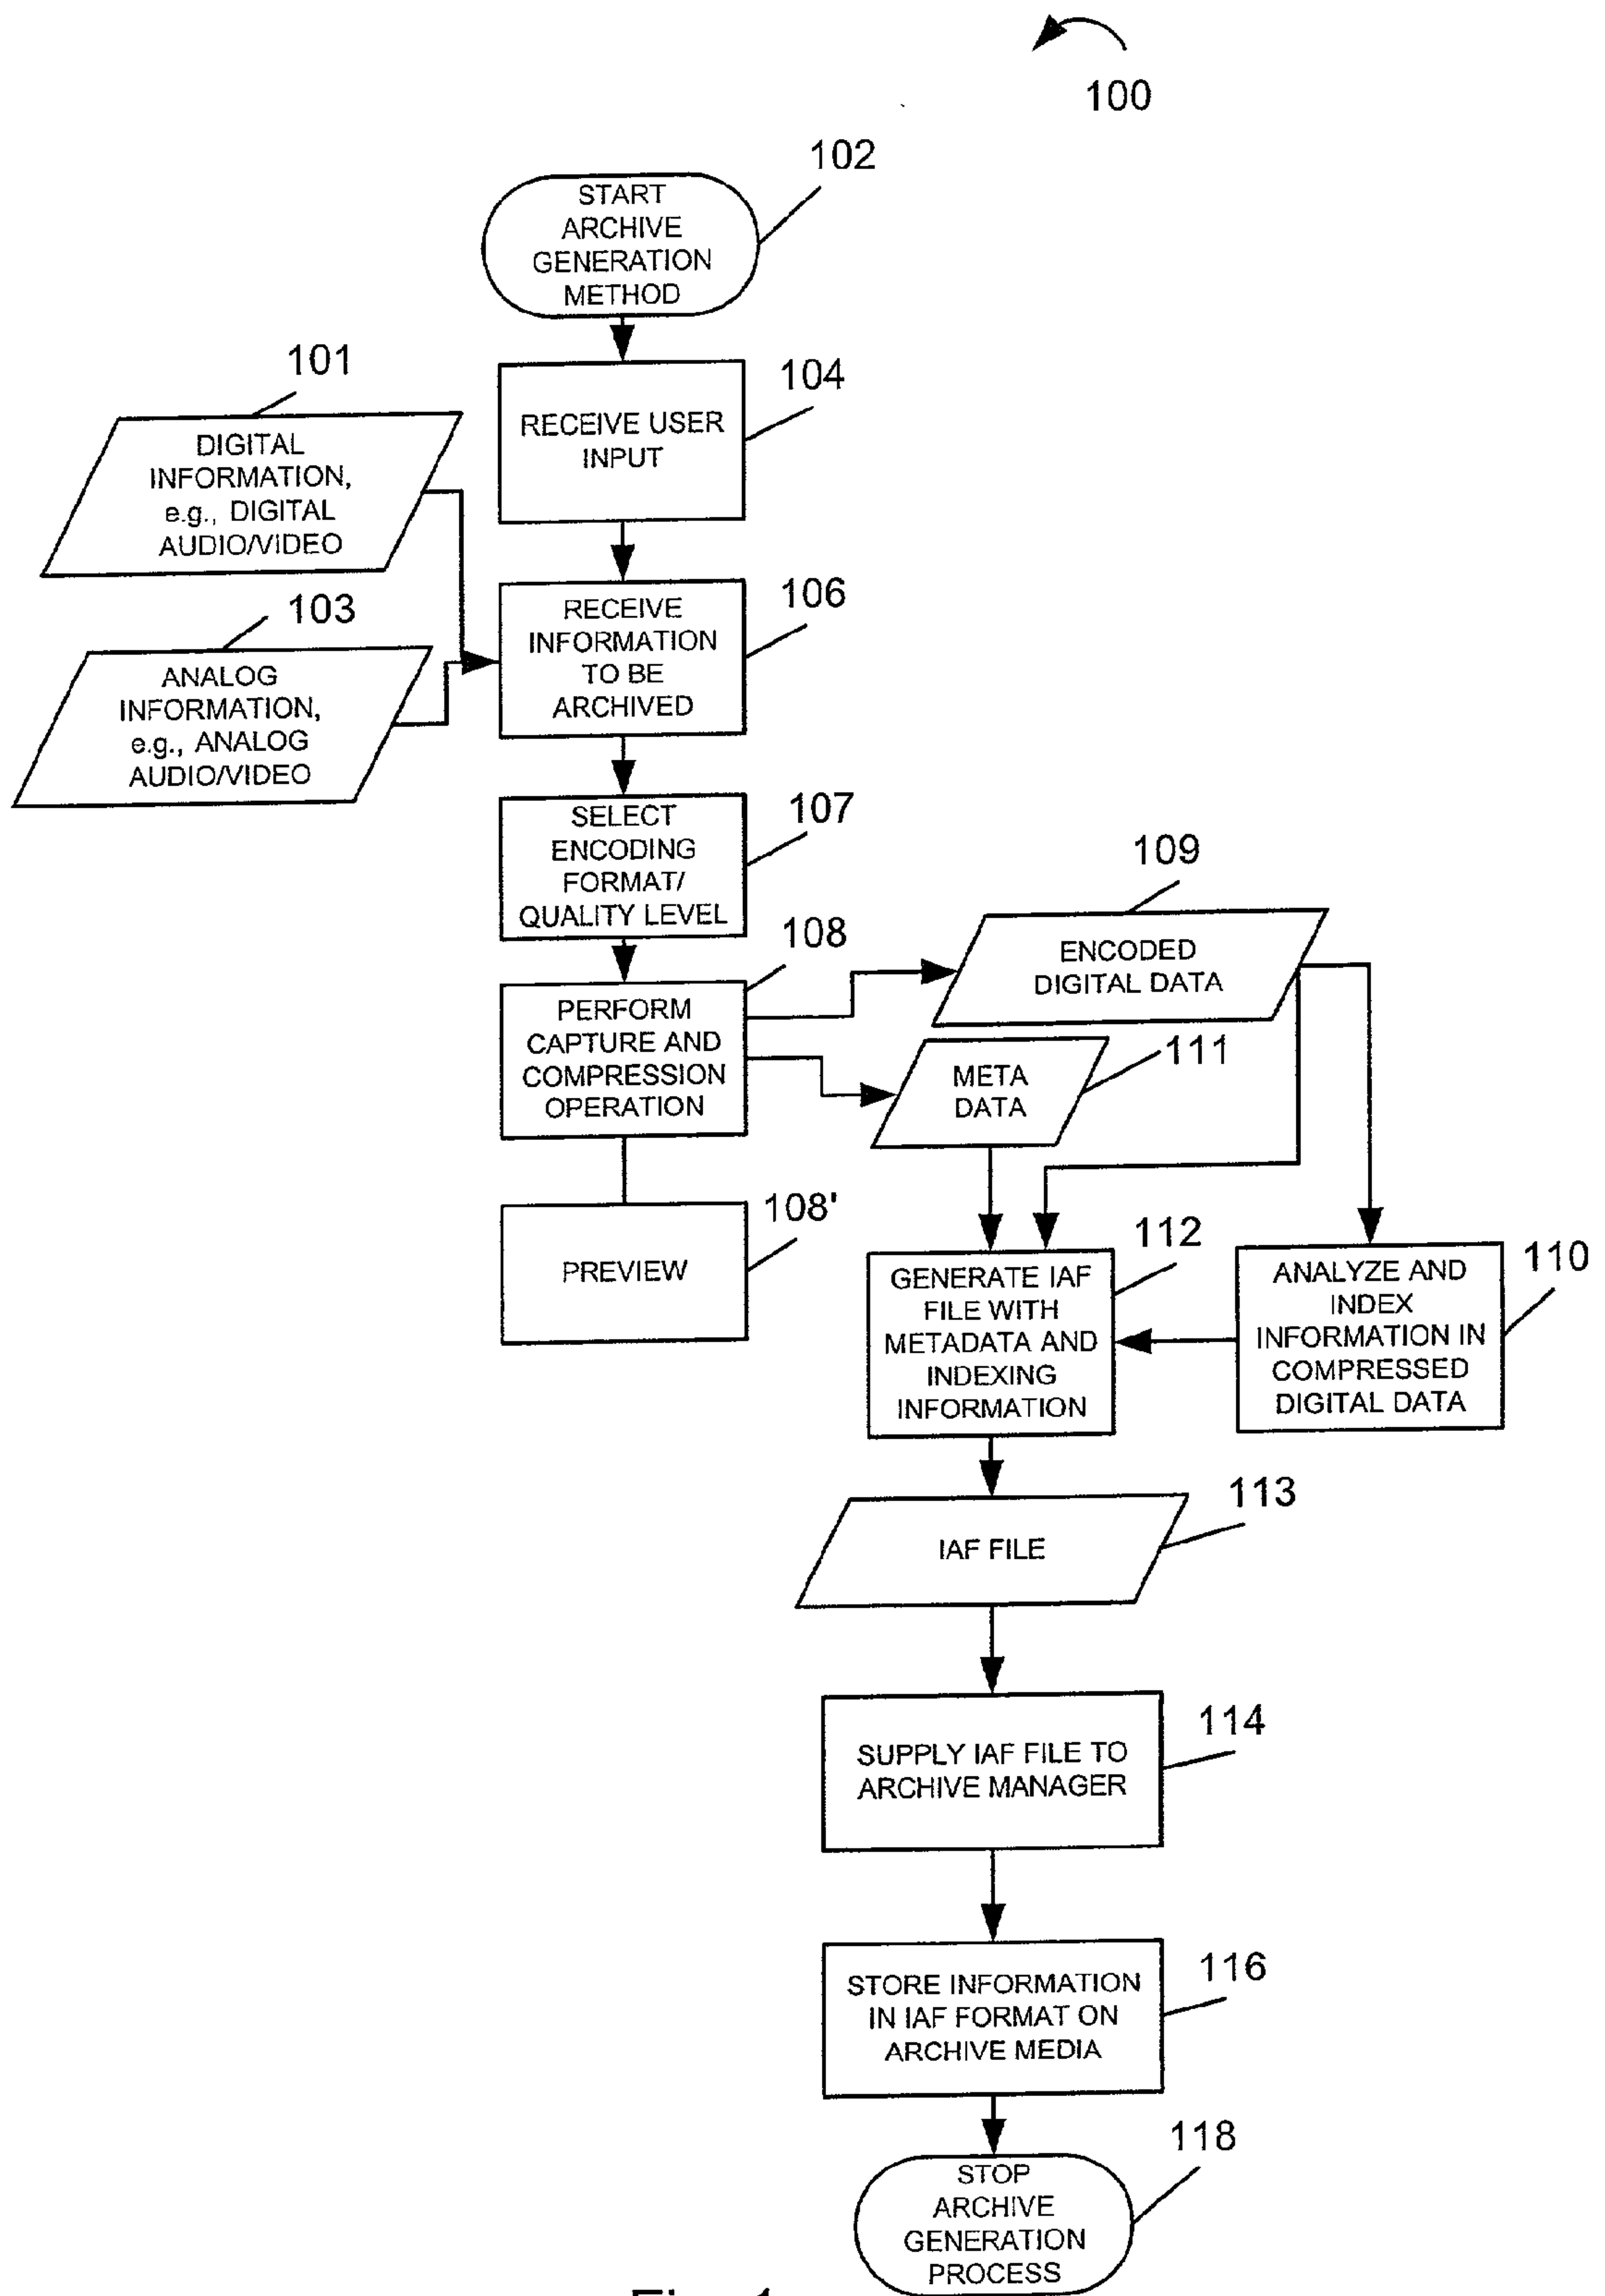 100
102
START
ARCHIVE
GENERATION
METHOD
101
DIGITAL
INFORMATION,
e.g., DIGITAL
AUDIO/VIDEO
104
RECEIVE USER
INPUT
103
ANALOG
INFORMATION,
e.g., ANALOG
AUDIO/VIDEO
106
RECEIVE
INFORMATION
TO BE
ARCHIVED
107
SELECT
ENCODING
FORMAT/
QUALITY LEVEL
108
PERFORM
CAPTURE AND
COMPRESSION
OPERATION
109
ENCODED
DIGITAL DATA
111
META
DATA
108'
PREVIEW
112
GENERATE IAF
FILE WITH
METADATA AND
INDEXING
INFORMATION
110
ANALYZE AND
INDEX
INFORMATION IN
COMPRESSED
DIGITAL DATA
113
IAF FILE
114
SUPPLY IAF FILE TO
ARCHIVE MANAGER
116
STORE INFORMATION
IN IAF FORMAT ON
ARCHIVE MEDIA
118
STOP
ARCHIVE
GENERATION
PROCESS